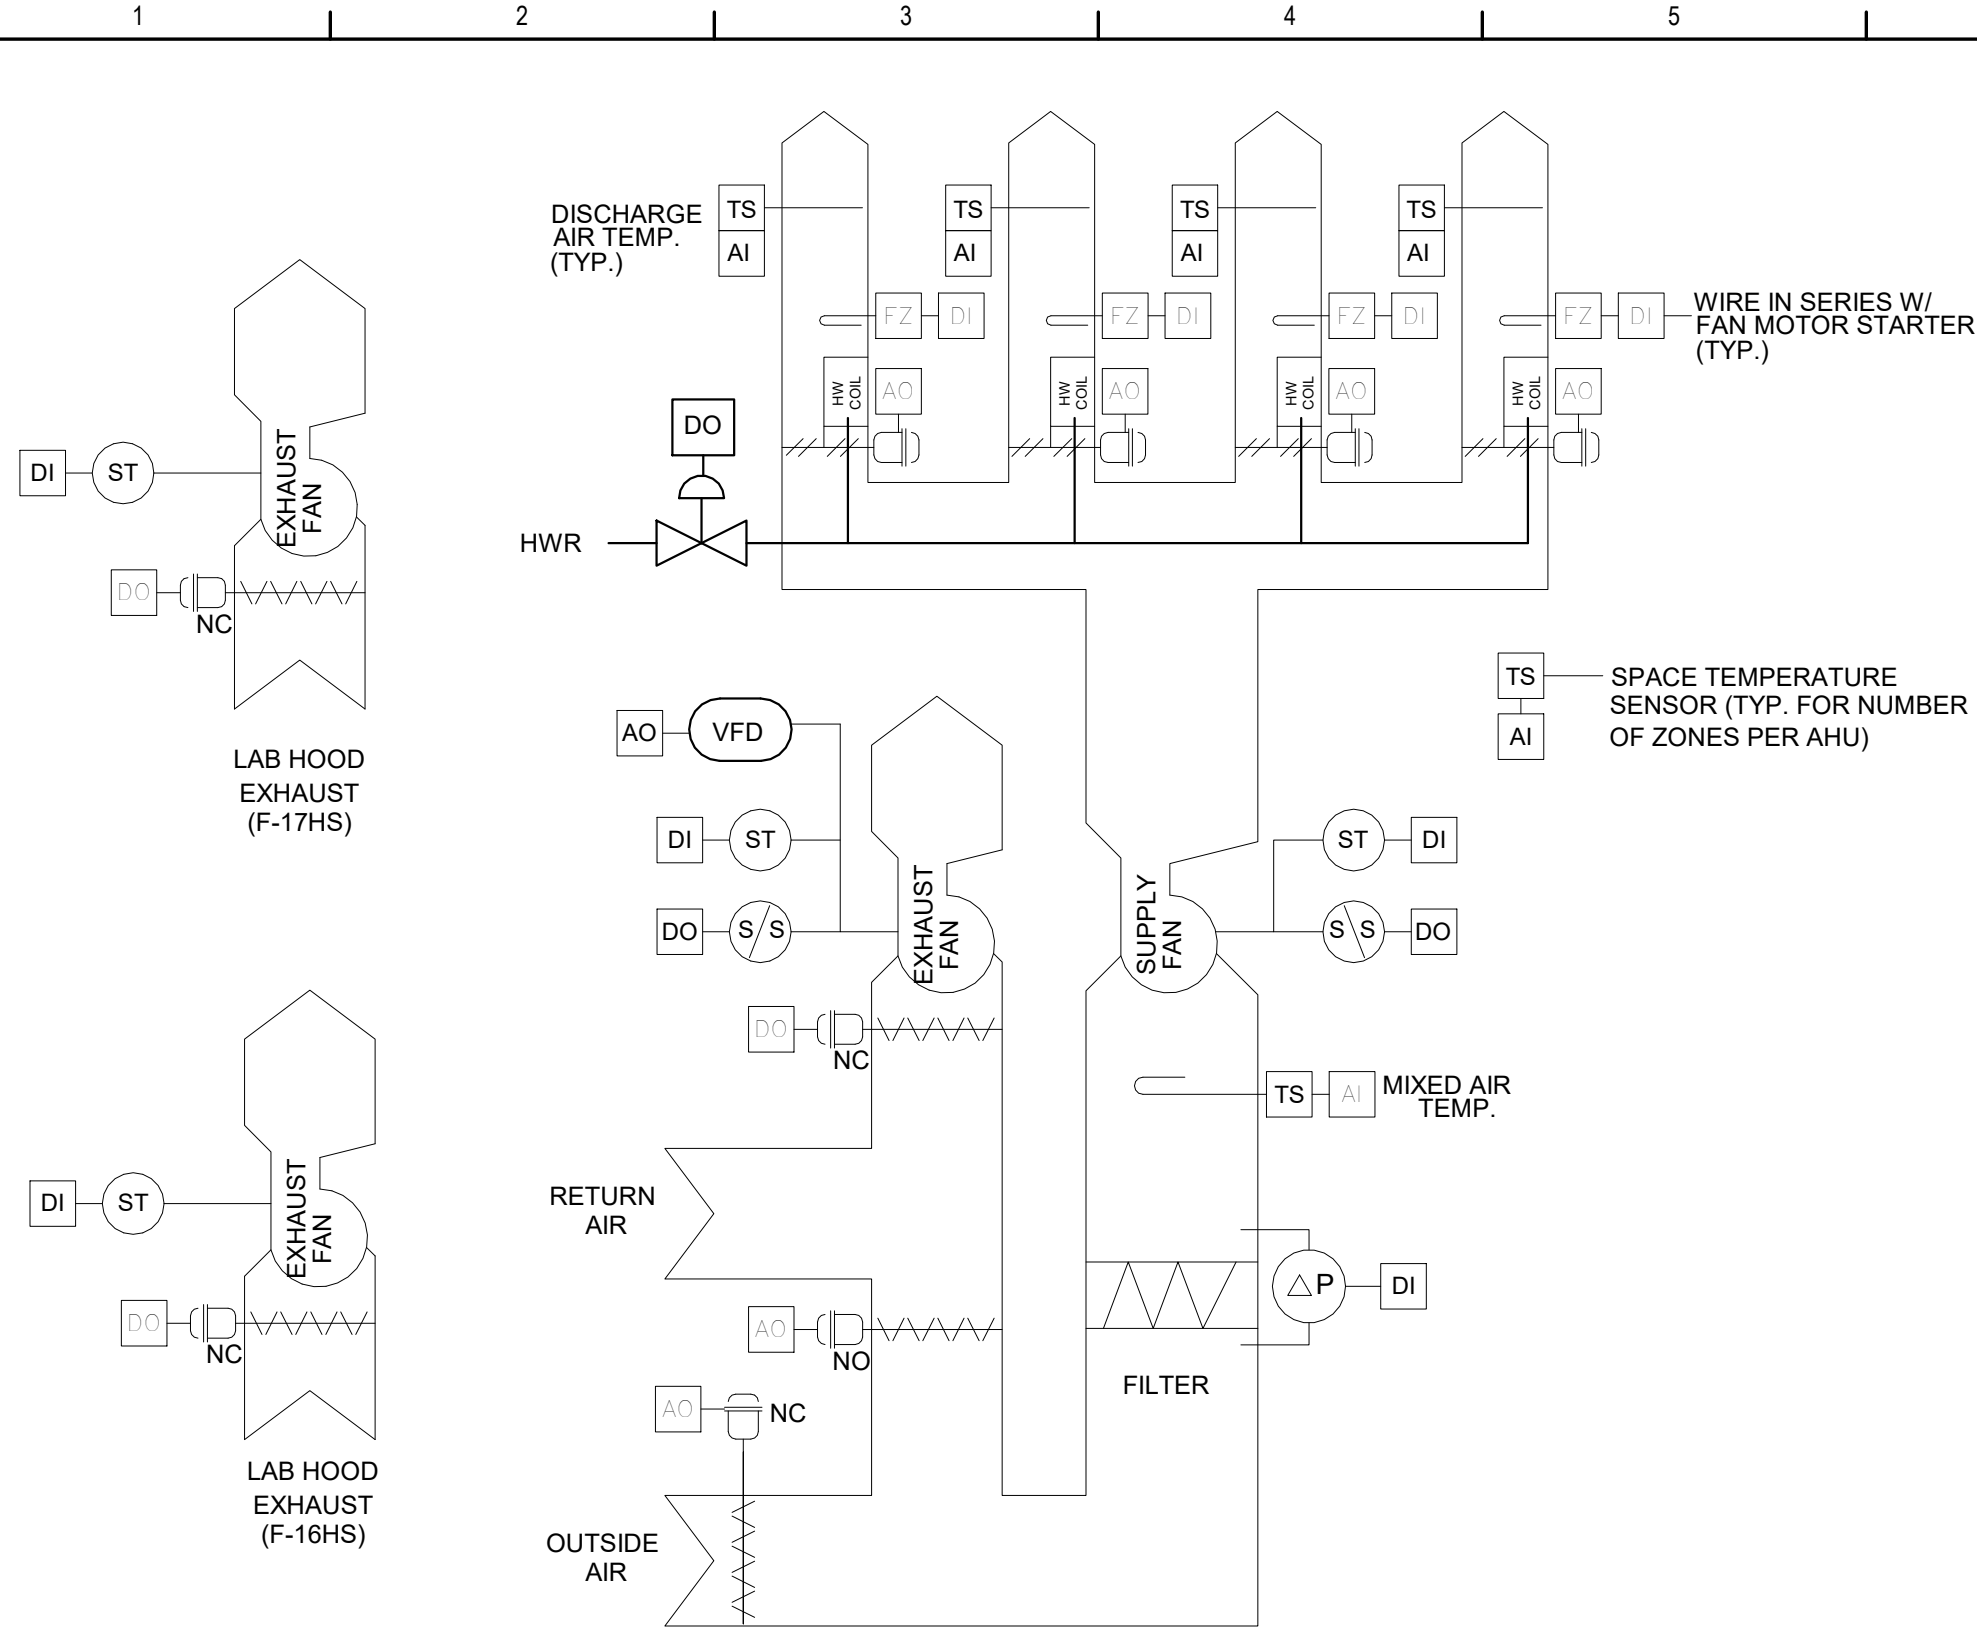 1
2
3
4
5
DISCHARGE
AIR TEMP.
(TYP.)
TS
AI
TS
AI
TS
AI
TS
AI
FZ
DI
FZ
DI
FZ
DI
FZ
DI
WIRE IN SERIES W/
FAN MOTOR STARTER
(TYP.)
HW
COIL
AO
HW
COIL
AO
HW
COIL
AO
HW
COIL
AO
DO
HWR
DI
ST
EXHAUST
FAN
DO
NC
LAB HOOD
EXHAUST
(F-17HS)
TS
AI
SPACE TEMPERATURE
SENSOR (TYP. FOR NUMBER
OF ZONES PER AHU)
AO
VFD
DI
ST
DO
S/S
EXHAUST
FAN
SUPPLY
FAN
ST
DI
S\S
DO
DO
NC
TS
AI
MIXED AIR
TEMP.
DI
ST
EXHAUST
FAN
DO
NC
LAB HOOD
EXHAUST
(F-16HS)
RETURN
AIR
AO
NO
△P
DI
FILTER
AO
NC
OUTSIDE
AIR